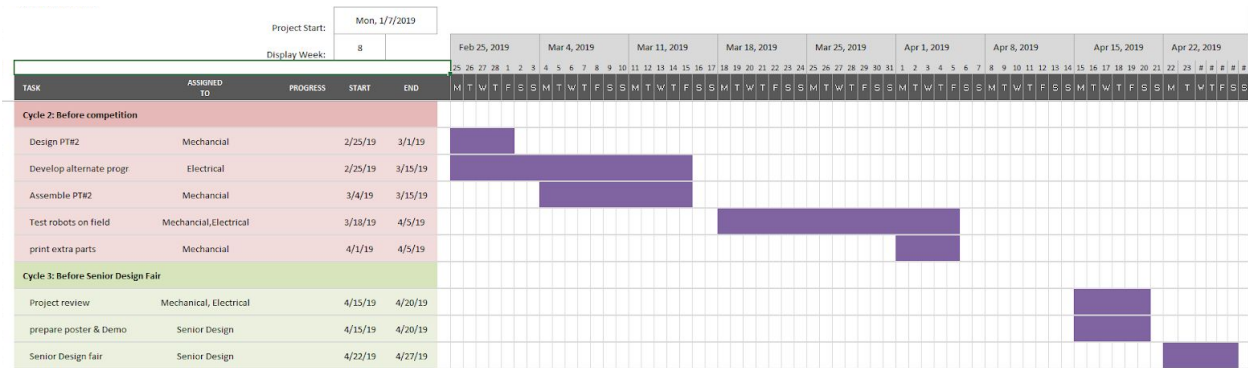 Project Start: Mon, 1/7/2019
Display Week: 8
Feb 25, 2019 Mar 4, 2019 Mar 11, 2019 Mar 18, 2019 Mar 25, 2019 Apr 1, 2019 Apr 8, 2019 Apr 15, 2019 Apr 22, 2019
25 26 27 28 1 2 3 4 5 6 7 8 9 10 11 12 13 14 15 16 17 18 19 20 21 22 23 24 25 26 27 28 29 30 31 1 2 3 4 5 6 7 8 9 10 11 12 13 14 15 16 17 18 19 20 21 22 23 # # # # #
TASK ASSIGNED TO PROGRESS START END M T W T F S S M T W T F S S M T W T F S S M T W T F S S M T W T F S S M T W T F S S M T W T F S S M T W T F S S M T W T F S S
Cycle 2: Before competition
Design PT#2 Mechancial 2/25/19 3/1/19
Develop alternate progr Electrical 2/25/19 3/15/19
Assemble PT#2 Mechancial 3/4/19 3/15/19
Test robots on field Mechancial,Electrical 3/18/19 4/5/19
print extra parts Mechancial 4/1/19 4/5/19
Cycle 3: Before Senior Design Fair
Project review Mechanical, Electrical 4/15/19 4/20/19
prepare poster & Demo Senior Design 4/15/19 4/20/19
Senior Design fair Senior Design 4/22/19 4/27/19